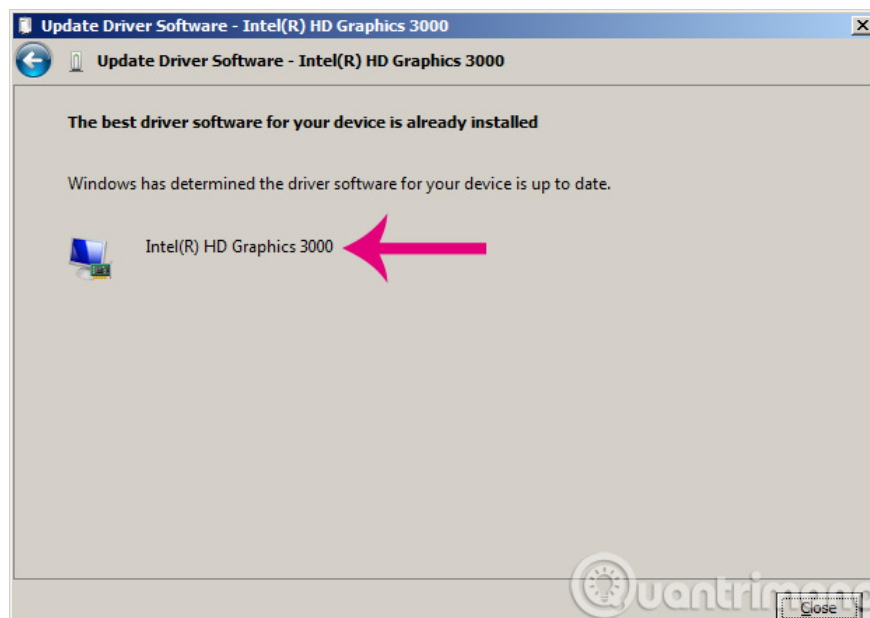 Update Driver Software - Intel(R) HD Graphics 3000
Update Driver Software - Intel(R) HD Graphics 3000
The best driver software for your device is already installed
Windows has determined the driver software for your device is up to date.
Intel(R) HD Graphics 3000
Close